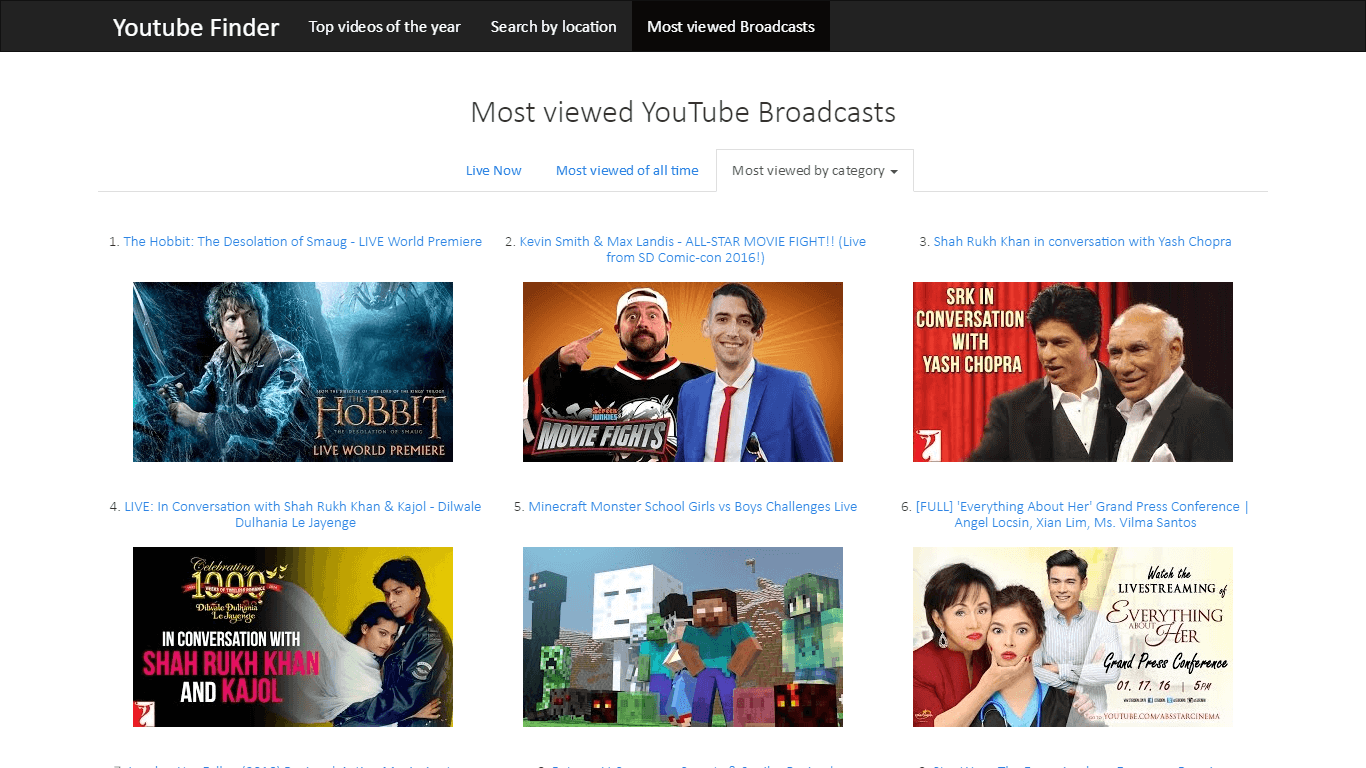 Youtube Finder Top videos of the year Search by location Most viewed Broadcasts
Most viewed YouTube Broadcasts
Live Now Most viewed of all time Most viewed by category
1. The Hobbit: The Desolation of Smaug - LIVE World Premiere
2. Kevin Smith & Max Landis - ALL-STAR MOVIE FIGHT!! (Live
from SD Comic-con 2016!)
3. Shah Rukh Khan in conversation with Yash Chopra
FROM THE DIRECTOR OF 'THE LORD OF THE RINGS' TRILOGY
THE
HOBBIT
THE DESOLATION OF SMAUG
LIVE WORLD PREMIERE
SCREEN
JUNKIES
MOVIE FIGHTS
SRK IN
CONVERSATION
WITH
YASH CHOPRA
4. LIVE: In Conversation with Shah Rukh Khan & Kajol - Dilwale
Dulhania Le Jayenge
5. Minecraft Monster School Girls vs Boys Challenges Live
6. [FULL] 'Everything About Her' Grand Press Conference |
Angel Locsin, Xian Lim, Ms. Vilma Santos
Celebrating
1000
Dilwale Dulhania
Le Jayenge
IN CONVERSATION WITH
SHAH RUKH KHAN
AND KAJOL
Watch the
LIVESTREAMING of
EVERYTHING
ABOUT HER
Grand Press Conference
01. 17. 16 | 5PM
YOUTUBE.COM/ABSSTARCINEMA